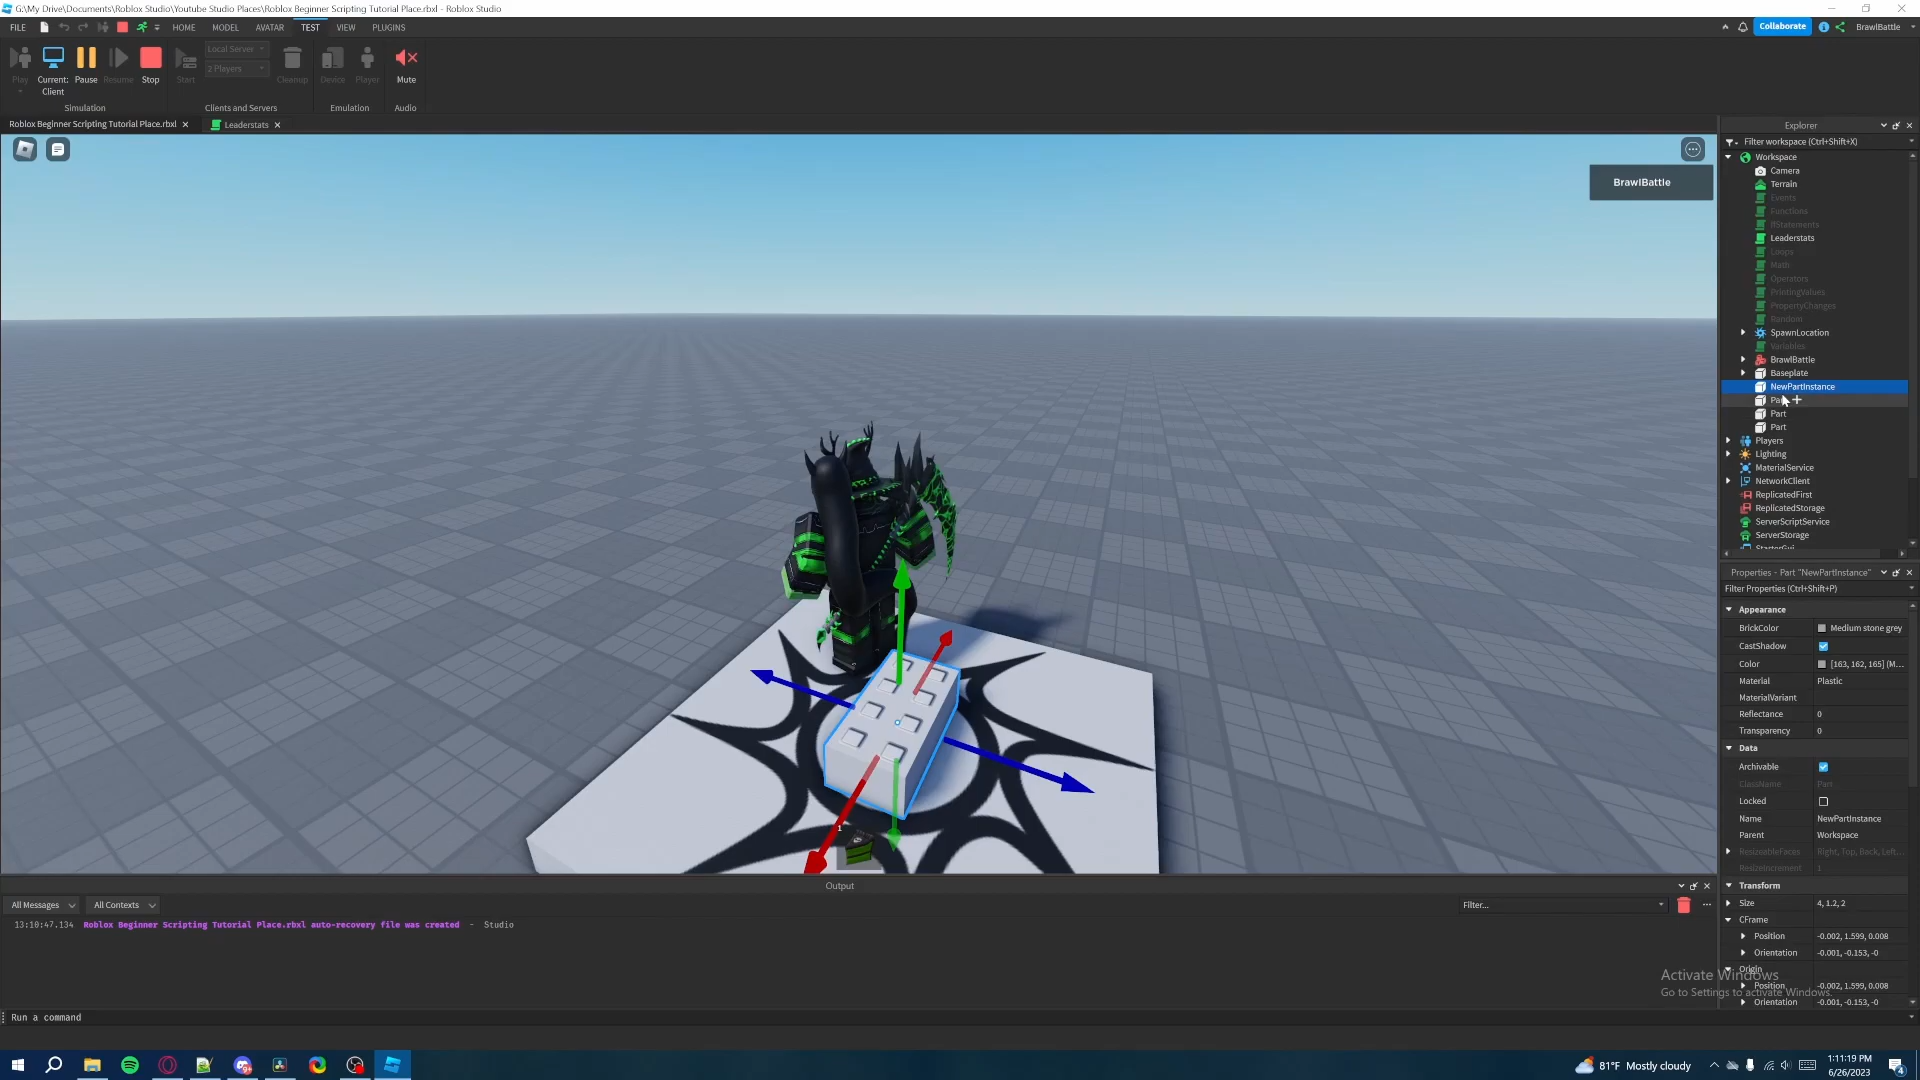 G:\My Drive\Documents\Roblox Studio\Youtube Studio Places\Roblox Beginner Scripting Tutorial Place.rbxl - Roblox Studio
FILE HOME MODEL AVATAR TEST VIEW PLUGINS Collaborate BrawlBattle
Play Current: Client Pause Resume Stop Start Local Server 2 Players Cleanup Device Player Mute
Simulation Clients and Servers Emulation Audio
Roblox Beginner Scripting Tutorial Place.rbxl Leaderstats
BrawlBattle
Explorer
Filter workspace (Ctrl+Shift+X)
Workspace
Camera
Terrain
Events
Functions
IfStatements
Leaderstats
Loops
Math
Operators
PrintingValues
PropertyChanges
Random
SpawnLocation
Variables
BrawlBattle
Baseplate
NewPartInstance
Part
Part
Players
Lighting
MaterialService
NetworkClient
ReplicatedFirst
ReplicatedStorage
ServerScriptService
ServerStorage
StarterGui
Properties - Part "NewPartInstance"
Filter Properties (Ctrl+Shift+P)
Appearance
BrickColor Medium stone grey
CastShadow
Color [163, 162, 165] (M...
Material Plastic
MaterialVariant
Reflectance 0
Transparency 0
Data
Archivable
ClassName Part
Locked
Name NewPartInstance
Parent Workspace
ResizeableFaces Right, Top, Back, Left...
ResizeIncrement 1
Transform
Size 4, 1.2, 2
CFrame
Position -0.002, 1.599, 0.008
Orientation -0.001, -0.153, -0
Origin
Position -0.002, 1.599, 0.008
Orientation -0.001, -0.153, -0
Activate Windows
Go to Settings to activate Windows.
1
Output
All Messages All Contexts Filter...
13:10:47.134 Roblox Beginner Scripting Tutorial Place.rbxl auto-recovery file was created - Studio
Run a command
81°F Mostly cloudy
1:11:19 PM
6/26/2023
4